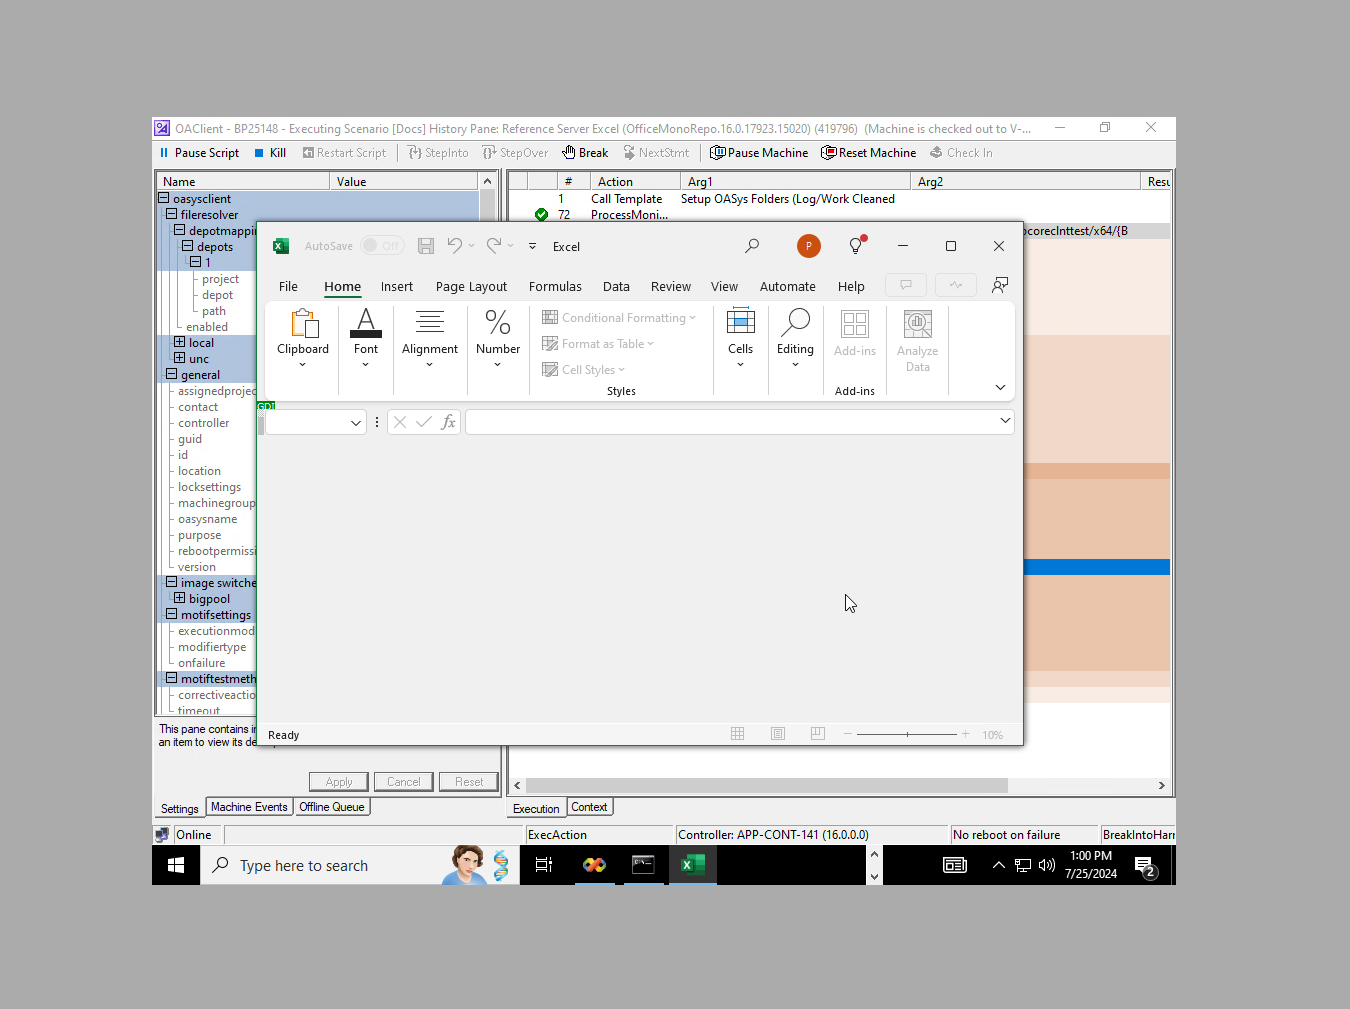 OAClient - BP25148 - Executing Scenario [Docs] History Pane: Reference Server Excel (OfficeMonoRepo.16.0.17923.15020) (419796)  (Machine is checked out to V-...
Pause Script Kill Restart Script StepInto StepOver Break NextStmt Pause Machine Reset Machine Check In
Name Value
# Action Arg1 Arg2 Resu
oasysclient
1 Call Template Setup OASys Folders (Log/Work Cleaned
fileresolver
72 ProcessMoni...
depotmappin
ocorecInttest/x64/{B
depots
1
project
depot
path
enabled
local
unc
general
assignedprojec
contact
controller
guid
id
location
locksettings
machinegroup
oasysname
purpose
rebootpermissi
version
image switche
bigpool
motifsettings
executionmod
modifiertype
onfailure
motiftestmeth
correctiveactio
timeout
AutoSave Off Excel P
File Home Insert Page Layout Formulas Data Review View Automate Help
Clipboard Font Alignment Number
Conditional Formatting
Format as Table
Cell Styles
Styles
Cells Editing Add-ins
Analyze
Data
Add-ins
GDI
fx
Ready 10%
This pane contains in
an item to view its de
Apply Cancel Reset
Settings Machine Events Offline Queue
Execution Context
Online ExecAction Controller: APP-CONT-141 (16.0.0.0) No reboot on failure BreakIntoHarr
Type here to search
1:00 PM
7/25/2024
2